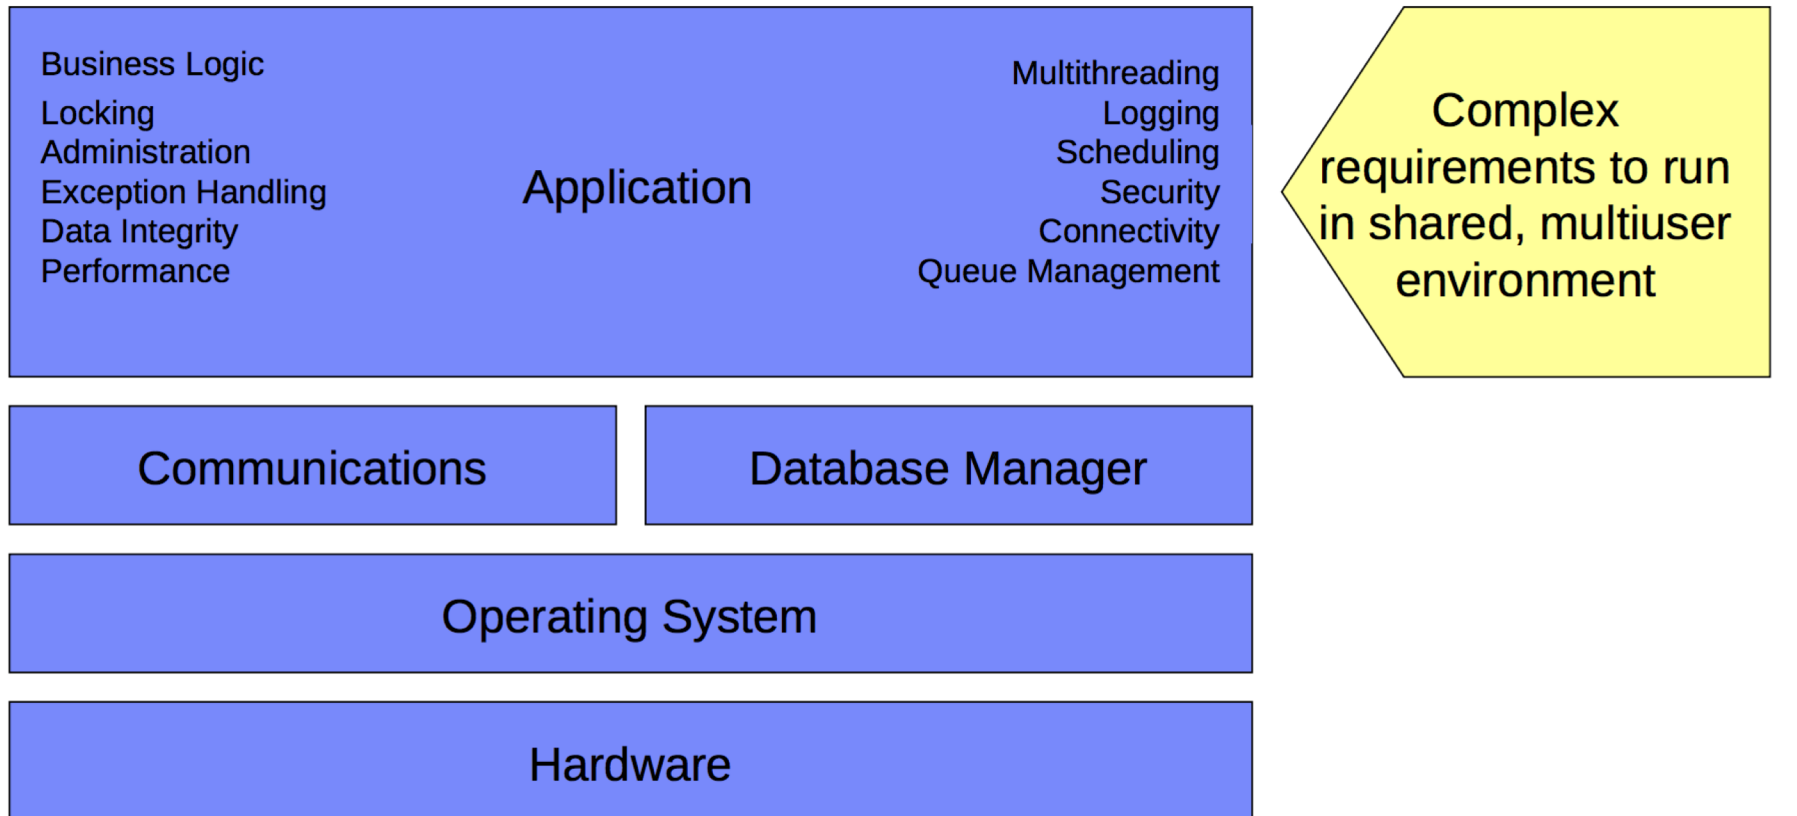 Business Logic
Locking
Administration
Exception Handling
Data Integrity
Performance
Application
Multithreading
Logging
Scheduling
Security
Connectivity
Queue Management
Complex
requirements to run
in shared, multiuser
environment
Communications
Database Manager
Operating System
Hardware